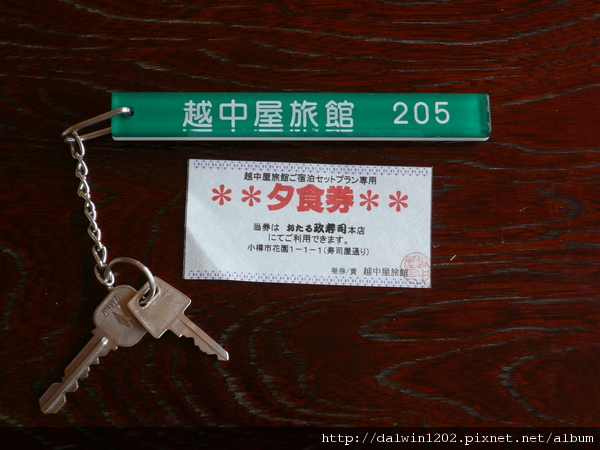 越中屋旅館 205
越中屋旅館ご宿泊セットプラン専用
＊＊夕食券＊＊
当券は おたる政寿司本店
にてご利用できます。
小樽市花園1－1－1(寿司屋通り)
発券/責 越中屋旅館
http://dalwin1202.pixnet.net/album